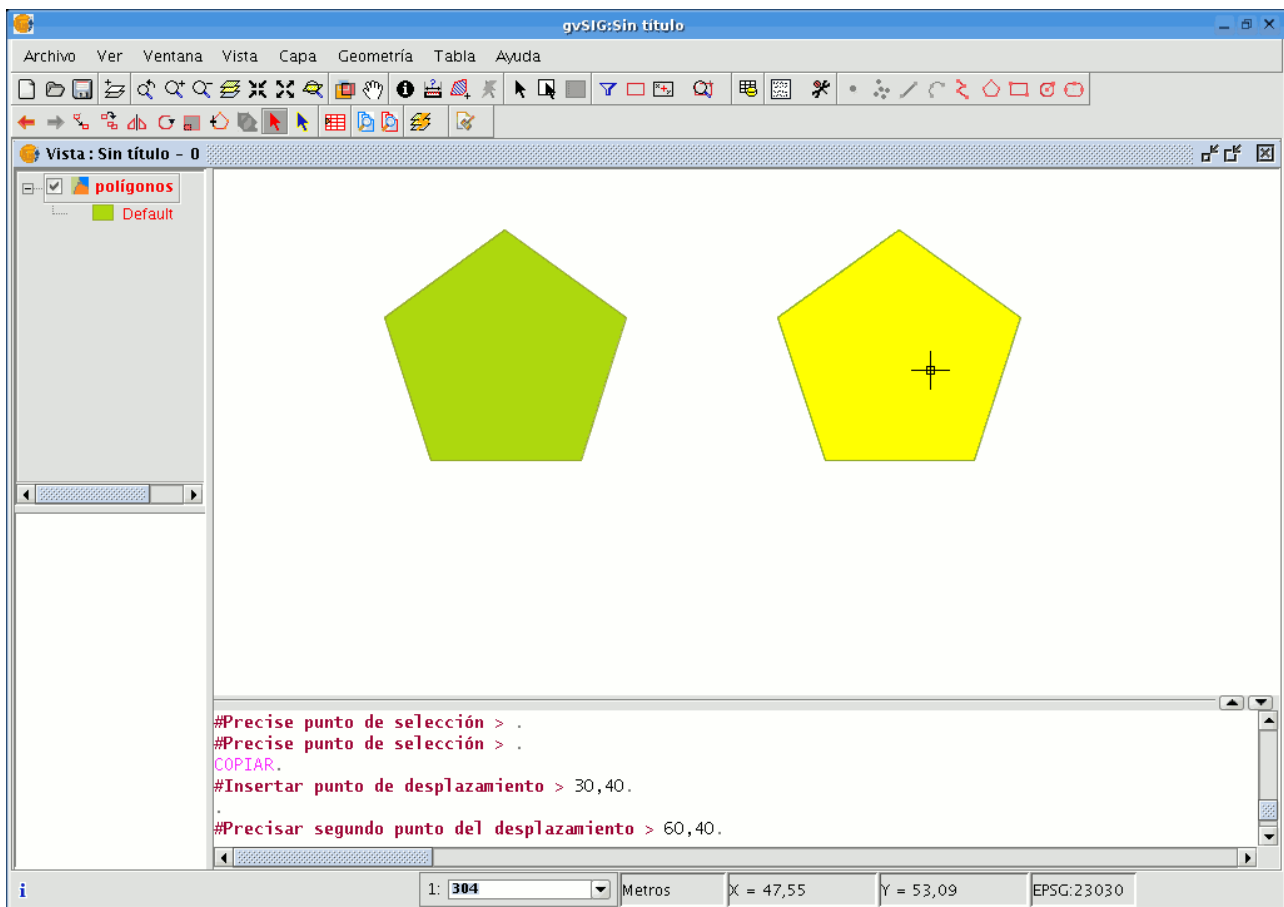 gvSIG:Sin título
Archivo Ver Ventana Vista Capa Geometría Tabla Ayuda
Vista : Sin título - 0
polígonos
Default
#Precise punto de selección > .
#Precise punto de selección > .
COPIAR.
#Insertar punto de desplazamiento > 30,40.
.
#Precisar segundo punto del desplazamiento > 60,40.
1: 304 Metros X = 47,55 Y = 53,09 EPSG:23030